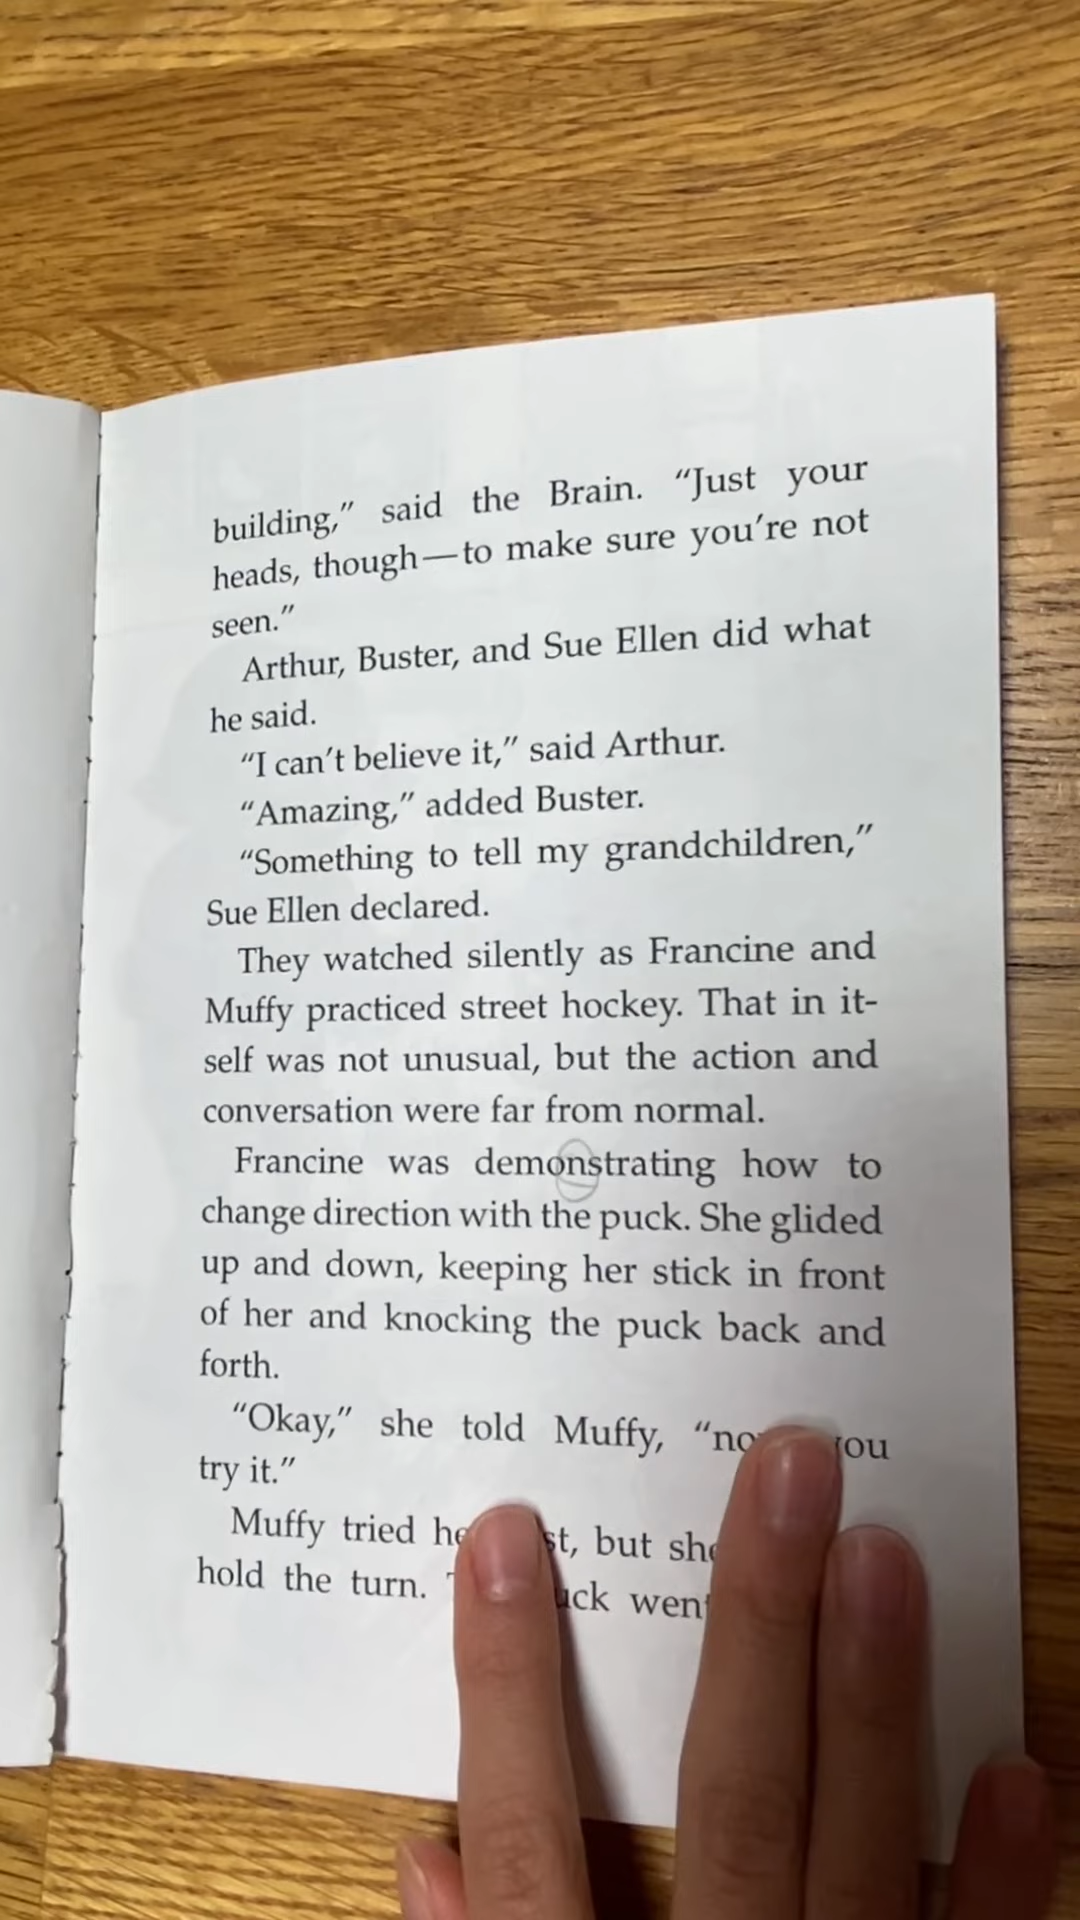 building,” said the Brain. “Just your
heads, though—to make sure you’re not
seen.”
Arthur, Buster, and Sue Ellen did what
he said.
“I can’t believe it,” said Arthur.
“Amazing,” added Buster.
“Something to tell my grandchildren,”
Sue Ellen declared.
They watched silently as Francine and
Muffy practiced street hockey. That in it-
self was not unusual, but the action and
conversation were far from normal.
Francine was demonstrating how to
change direction with the puck. She glided
up and down, keeping her stick in front
of her and knocking the puck back and
forth.
“Okay,” she told Muffy, “
try it.”
Muffy tried but
hold the turn.